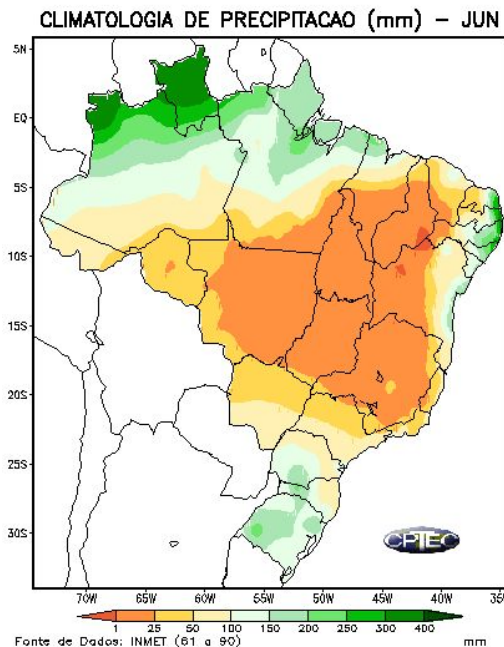 CLIMATOLOGIA DE PRECIPITACAO (mm) – JUN
5N
EQ
5S
10S
15S
20S
25S
30S
CPTEC
70W 65W 60W 55W 50W 45W 40W 35W
1 25 50 100 150 200 250 300 400
Fonte de Dados: INMET (61 a 90) mm